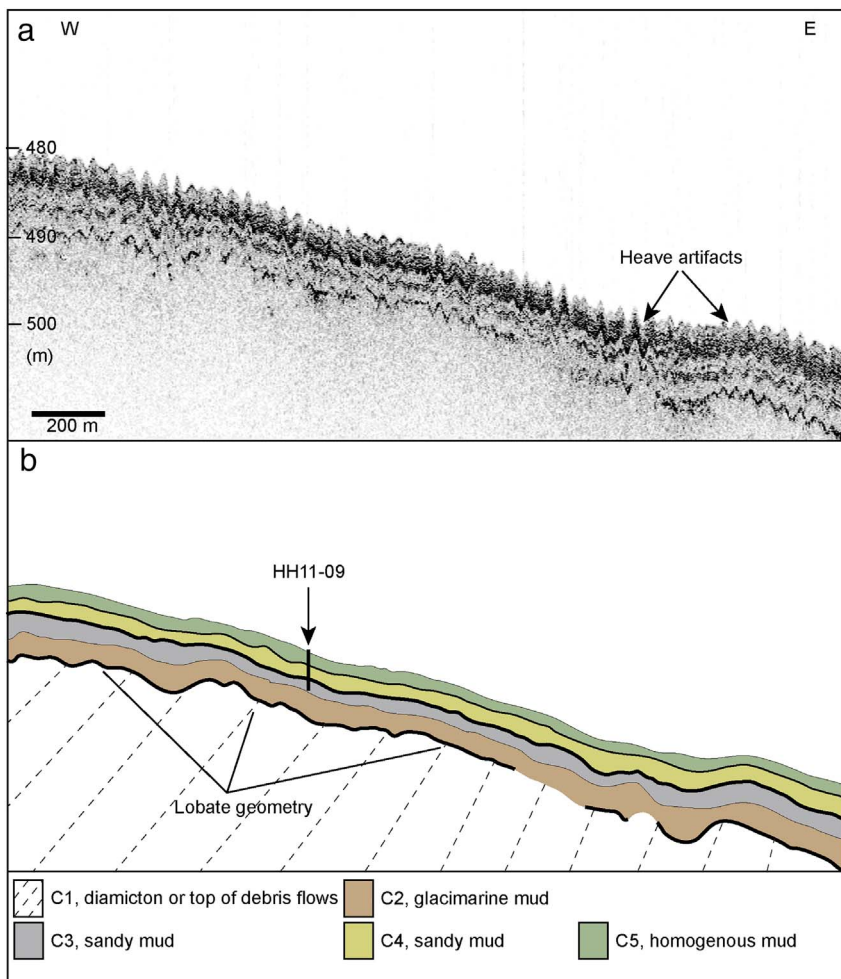 a W E
480
490
Heave artifacts
500
(m)
200 m
b
HH11-09
Lobate geometry
C1, diamicton or top of debris flows C2, glacimarine mud
C3, sandy mud C4, sandy mud C5, homogenous mud